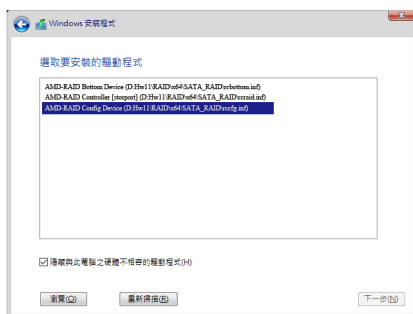 Windows 安裝程式
選取要安裝的驅動程式
AMD-RAID Bottom Device (D:\Hw11\RAID\x64\SATA_RAID\rcbottom.inf)
AMD-RAID Controller [storport] (D:\Hw11\RAID\x64\SATA_RAID\rcraid.inf)
AMD-RAID Config Device (D:\Hw11\RAID\x64\SATA_RAID\rccfg.inf)
隱藏與此電腦之硬體不相容的驅動程式(H)
瀏覽(O) 重新掃描(R) 下一步(N)